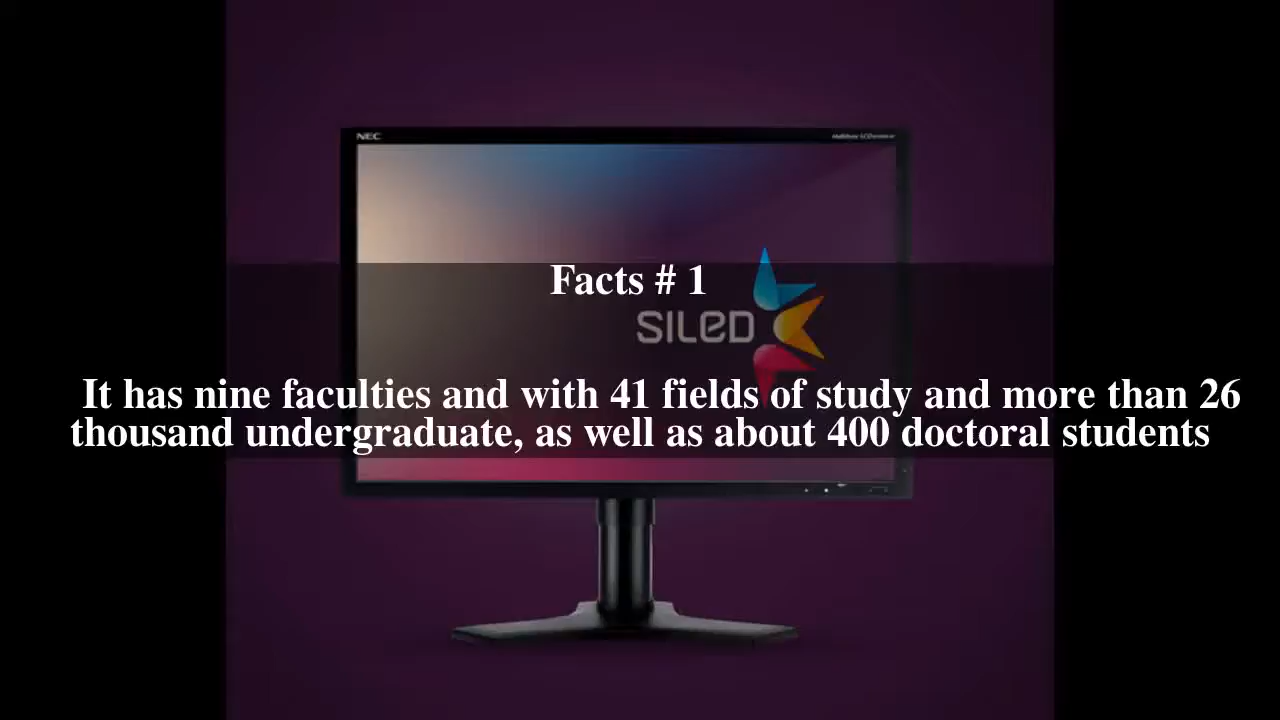 NEC
Facts # 1
SILED
It has nine faculties and with 41 fields of study and more than 26
thousand undergraduate, as well as about 400 doctoral students